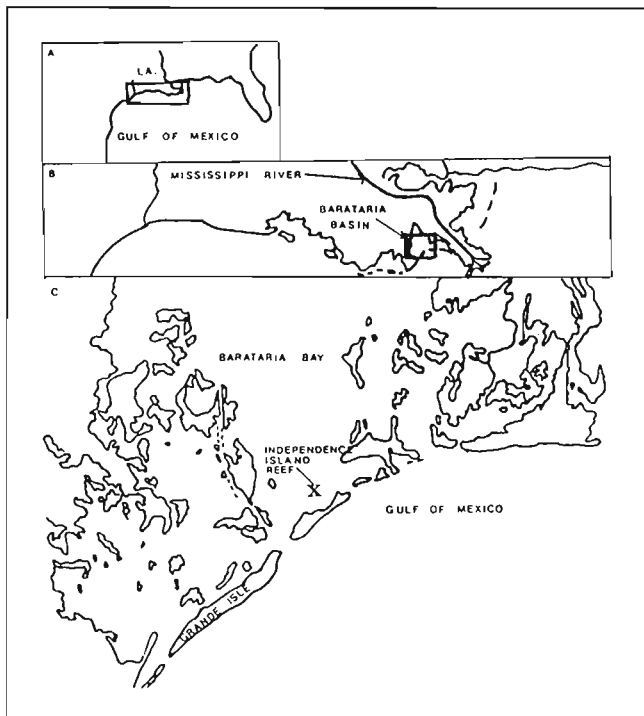 A
LA.
GULF OF MEXICO
B
MISSISSIPPI RIVER
BARATARIA
BASIN
C
BARATARIA BAY
INDEPENDENCE
ISLAND
REEF
X
GULF OF MEXICO
GRANDE ISLE